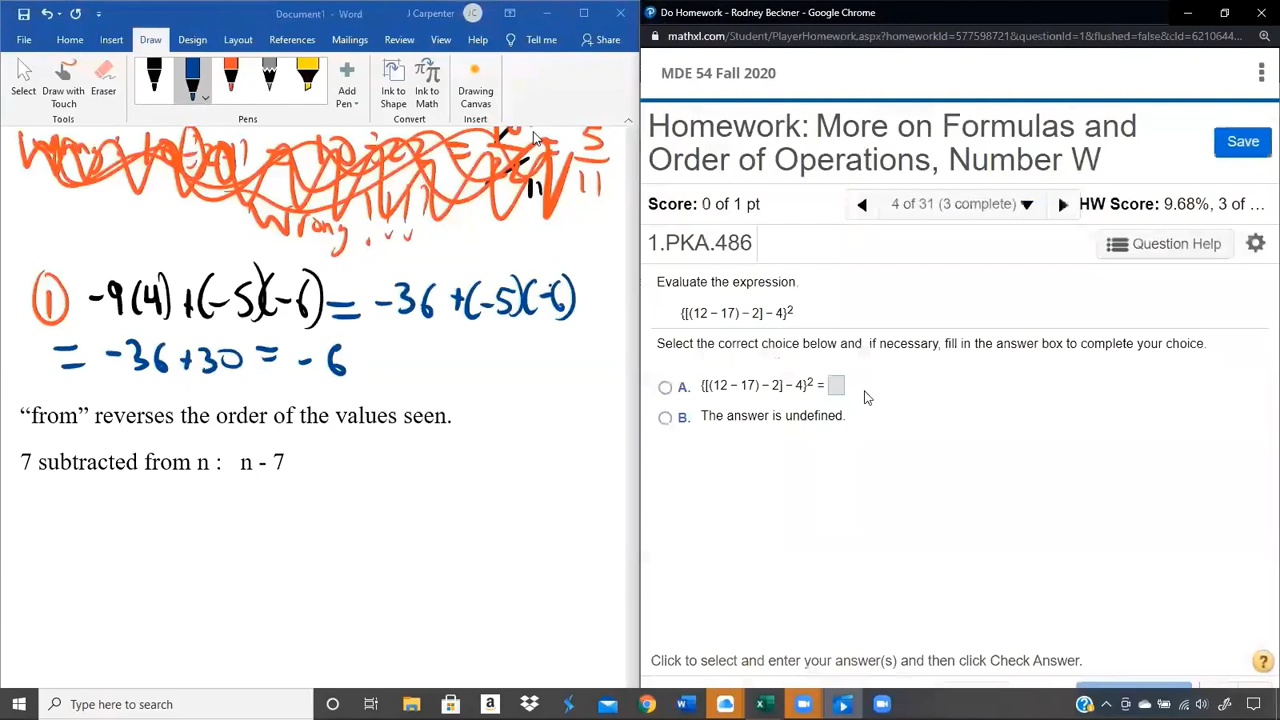 Document1 - Word
J Carpenter
JC
File
Home
Insert
Draw
Design
Layout
References
Mailings
Review
View
Help
Tell me
Share
Select
Draw with Touch
Eraser
Add Pen
Ink to Shape
Ink to Math
Drawing Canvas
Tools
Pens
Convert
Insert
5
11
11
Wrong...
① -9(4) + (-5)(-6) = -36 + (-5)(-6)
= -36 + 30 = -6
“from” reverses the order of the values seen.
7 subtracted from n : n - 7
Do Homework - Rodney Beckner - Google Chrome
mathxl.com/Student/PlayerHomework.aspx?homeworkId=577598721&questionId=1&flushed=false&cld=6210644...
MDE 54 Fall 2020
Homework: More on Formulas and
Order of Operations, Number W
Save
Score: 0 of 1 pt
4 of 31 (3 complete)
HW Score: 9.68%, 3 of ...
1.PKA.486
Question Help
Evaluate the expression.
{[(12 − 17) − 2] − 4}²
Select the correct choice below and if necessary, fill in the answer box to complete your choice.
A. {[(12 − 17) − 2] − 4}² =
B. The answer is undefined.
Click to select and enter your answer(s) and then click Check Answer.
?
Type here to search